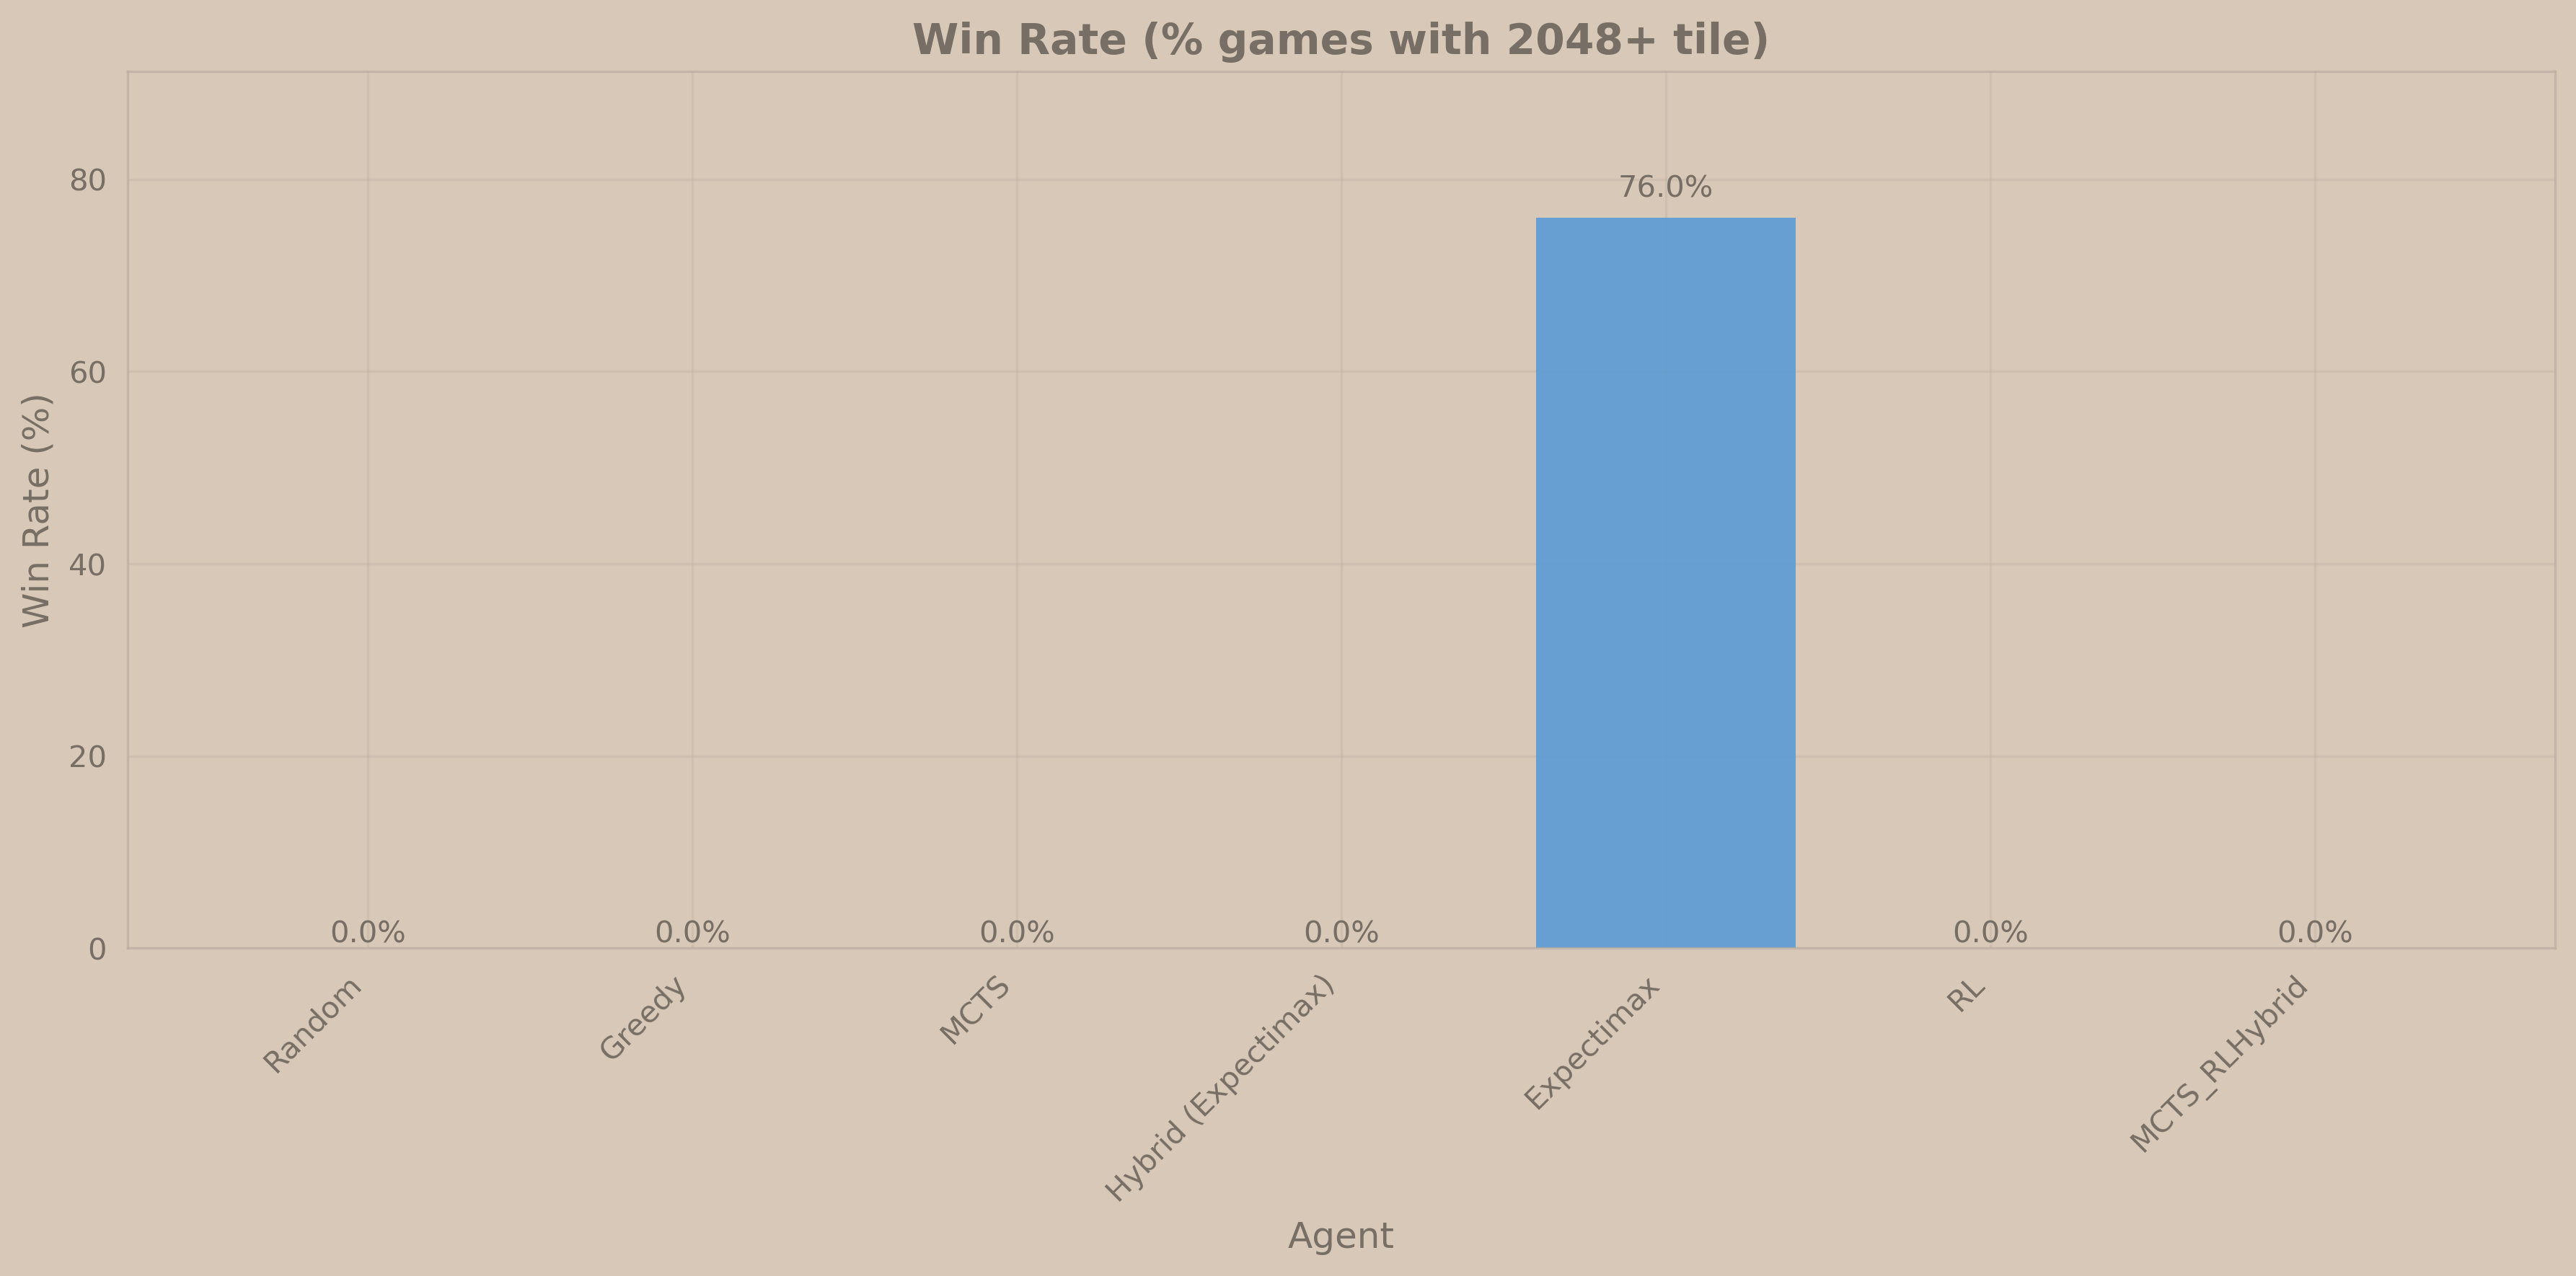 Win Rate (% games with 2048+ tile)
Win Rate (%)
80
60
40
20
0
76.0%
0.0%
0.0%
0.0%
0.0%
0.0%
0.0%
Random
Greedy
MCTS
Hybrid (Expectimax)
Expectimax
RL
MCTS_RLHybrid
Agent